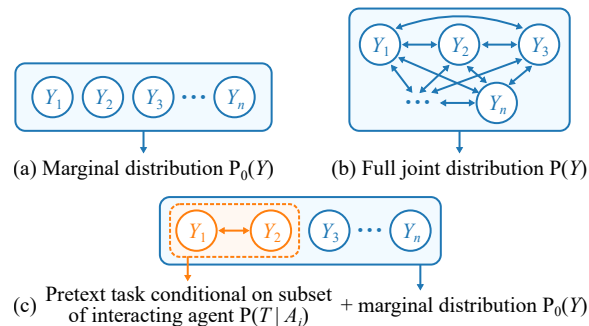 Y1 Y2 Y3 ··· Yn
(a) Marginal distribution P0(Y)
Y1 Y2 Y3
··· Yn
(b) Full joint distribution P(Y)
Y1 Y2 Y3 ··· Yn
(c) Pretext task conditional on subset of interacting agent P(T | Ai) + marginal distribution P0(Y)